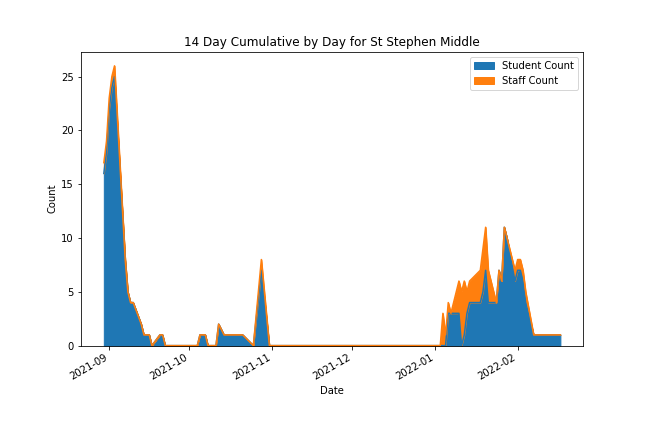 14 Day Cumulative by Day for St Stephen Middle
Student Count
Staff Count
25
20
15
10
5
0
Count
2021-09
2021-10
2021-11
2021-12
2022-01
2022-02
Date